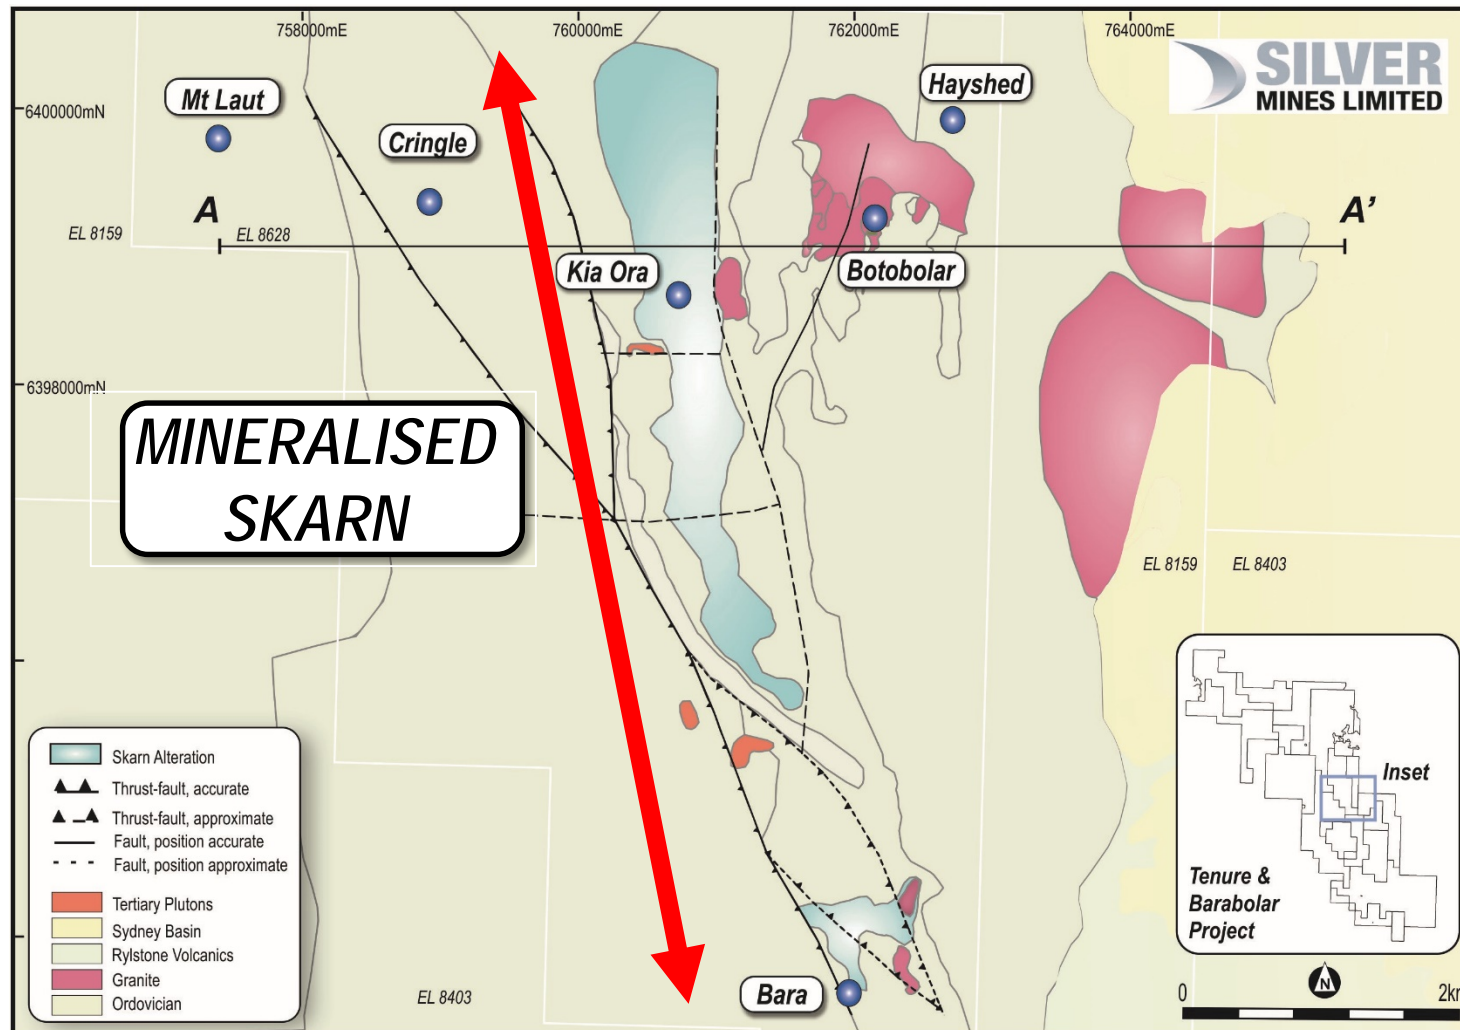 758000mE
760000mE
762000mE
764000mE
SILVER
MINES LIMITED
6400000mN
Mt Laut
Cringle
Hayshed
A
A'
EL 8159
EL 8628
Kia Ora
Botobolar
6398000mN
MINERALISED
SKARN
EL 8159
EL 8403
Skarn Alteration
Thrust-fault, accurate
Thrust-fault, approximate
Fault, position accurate
Fault, position approximate
Tertiary Plutons
Sydney Basin
Rylstone Volcanics
Granite
Ordovician
EL 8403
Bara
Inset
Tenure &
Barabolar
Project
N
0
2km